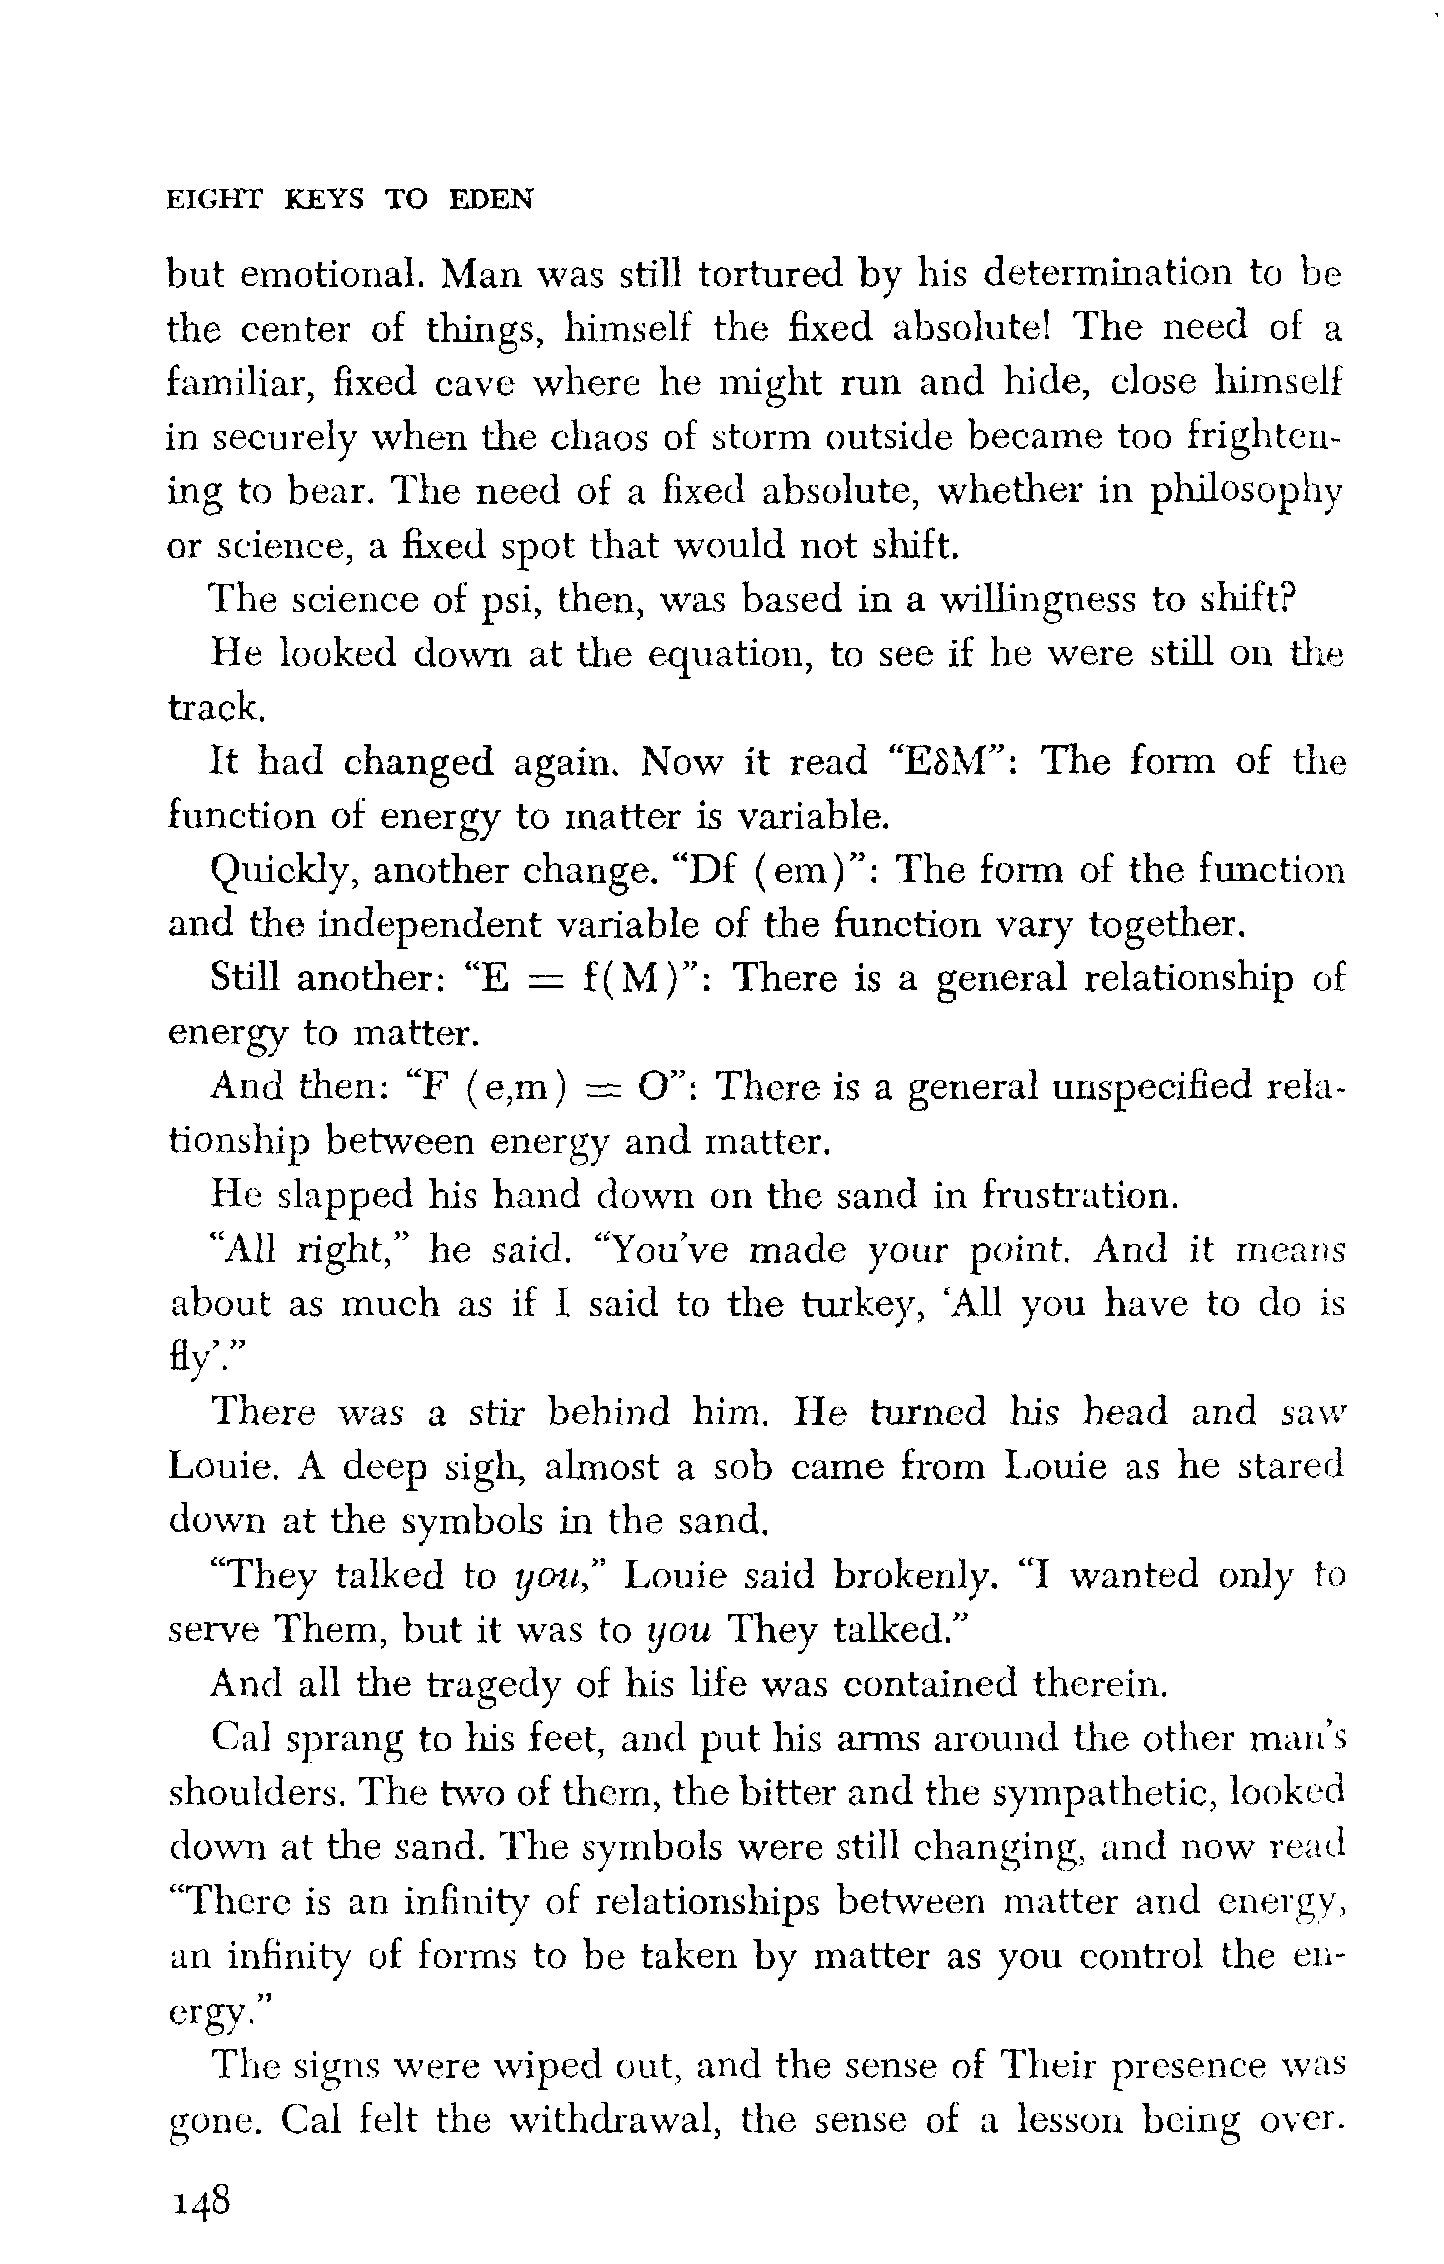 EIGHT KEYS TO EDEN
but emotional. Man was still tortured by his determination to be
the center of things, himself the fixed absolute! The need of a
familiar, fixed cave where he might run and hide, close himself
in securely when the chaos of storm outside became too frighten-
ing to bear. The need of a fixed absolute, whether in philosophy
or science, a fixed spot that would not shift.
The science of psi, then, was based in a willingness to shift?
He looked down at the equation, to see if he were still on the
track.
It had changed again. Now it read “EδM”: The form of the
function of energy to matter is variable.
Quickly, another change. “Df (em)”: The form of the function
and the independent variable of the function vary together.
Still another: “E = f(M)”: There is a general relationship of
energy to matter.
And then: “F (e,m) = O”: There is a general unspecified rela-
tionship between energy and matter.
He slapped his hand down on the sand in frustration.
“All right,” he said. “You’ve made your point. And it means
about as much as if I said to the turkey, ‘All you have to do is
fly’.”
There was a stir behind him. He turned his head and saw
Louie. A deep sigh, almost a sob came from Louie as he stared
down at the symbols in the sand.
“They talked to you,” Louie said brokenly. “I wanted only to
serve Them, but it was to you They talked.”
And all the tragedy of his life was contained therein.
Cal sprang to his feet, and put his arms around the other man’s
shoulders. The two of them, the bitter and the sympathetic, looked
down at the sand. The symbols were still changing, and now read
“There is an infinity of relationships between matter and energy,
an infinity of forms to be taken by matter as you control the en-
ergy.”
The signs were wiped out, and the sense of Their presence was
gone. Cal felt the withdrawal, the sense of a lesson being over.
148